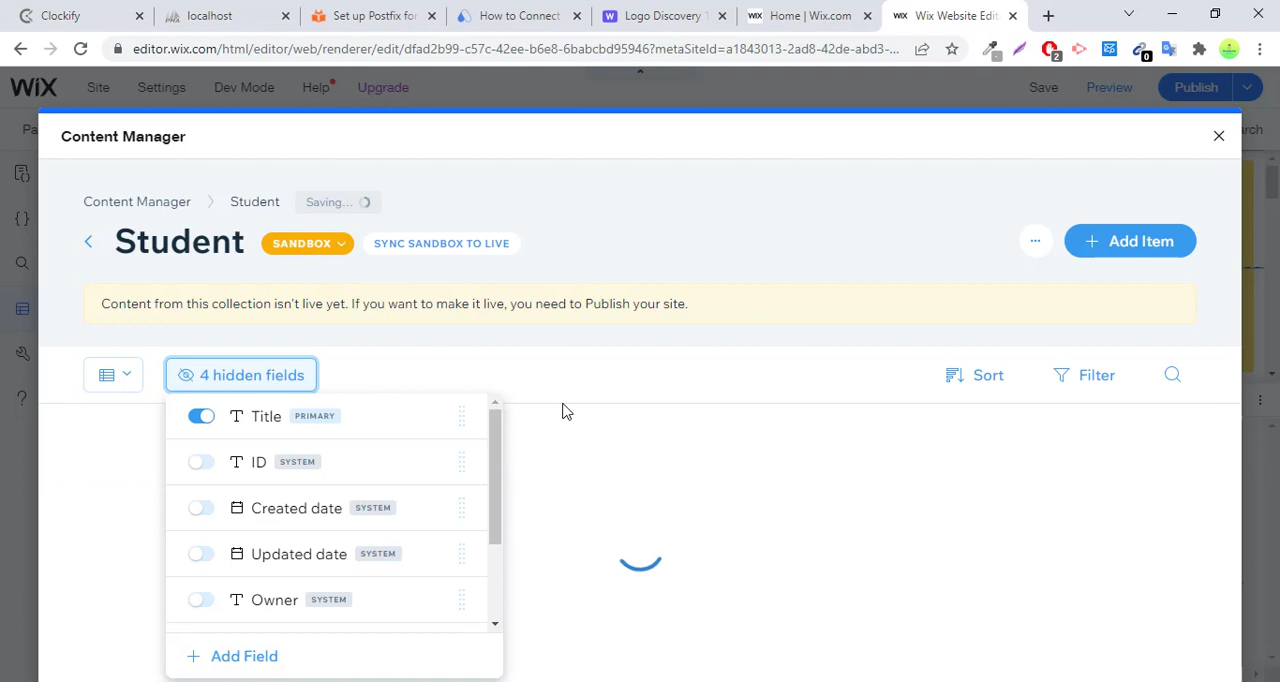 Clockify
localhost
Set up Postfix for
How to Connect
Logo Discovery T
Home | Wix.com
Wix Website Edit
editor.wix.com/html/editor/web/renderer/edit/dfad2b99-c57c-42ee-b6e8-6babcbd95946?metaSiteId=a1843013-2ad8-42de-abd3-...
2
0
WiX
Site
Settings
Dev Mode
Help
Upgrade
Save
Preview
Publish
Pa
arch
Content Manager
Content Manager
Student
Saving...
Student
SANDBOX
SYNC SANDBOX TO LIVE
Add Item
Content from this collection isn't live yet. If you want to make it live, you need to Publish your site.
4 hidden fields
Sort
Filter
Title PRIMARY
ID SYSTEM
Created date SYSTEM
Updated date SYSTEM
Owner SYSTEM
Add Field